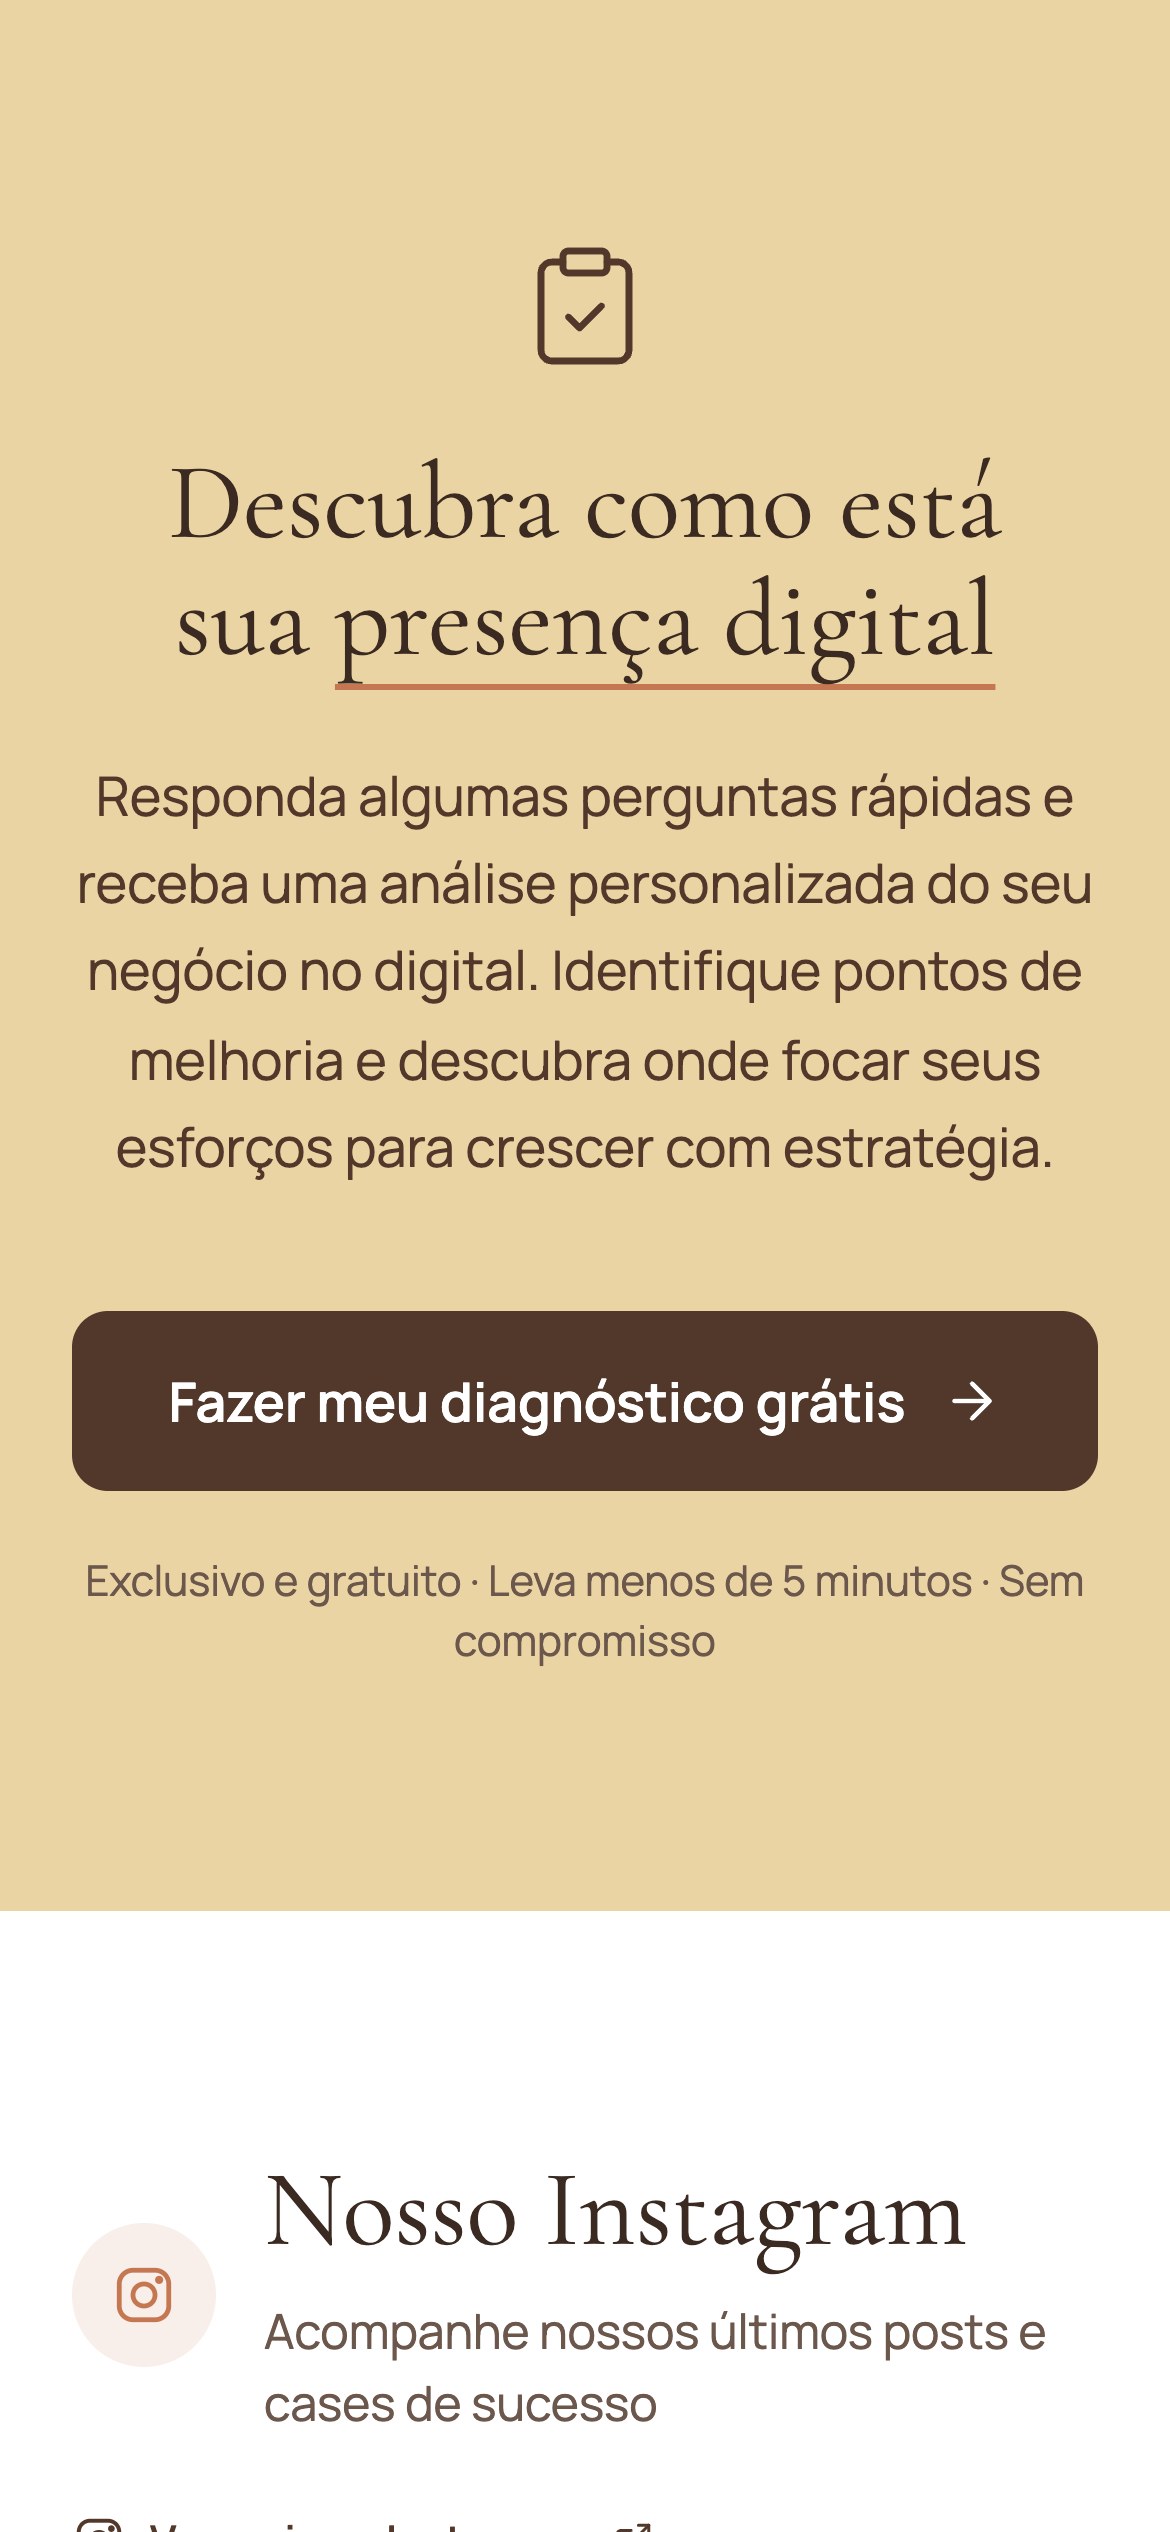 Descubra como está
sua presença digital
Responda algumas perguntas rápidas e
receba uma análise personalizada do seu
negócio no digital. Identifique pontos de
melhoria e descubra onde focar seus
esforços para crescer com estratégia.
Fazer meu diagnóstico grátis
Exclusivo e gratuito · Leva menos de 5 minutos · Sem
compromisso
Nosso Instagram
Acompanhe nossos últimos posts e
cases de sucesso